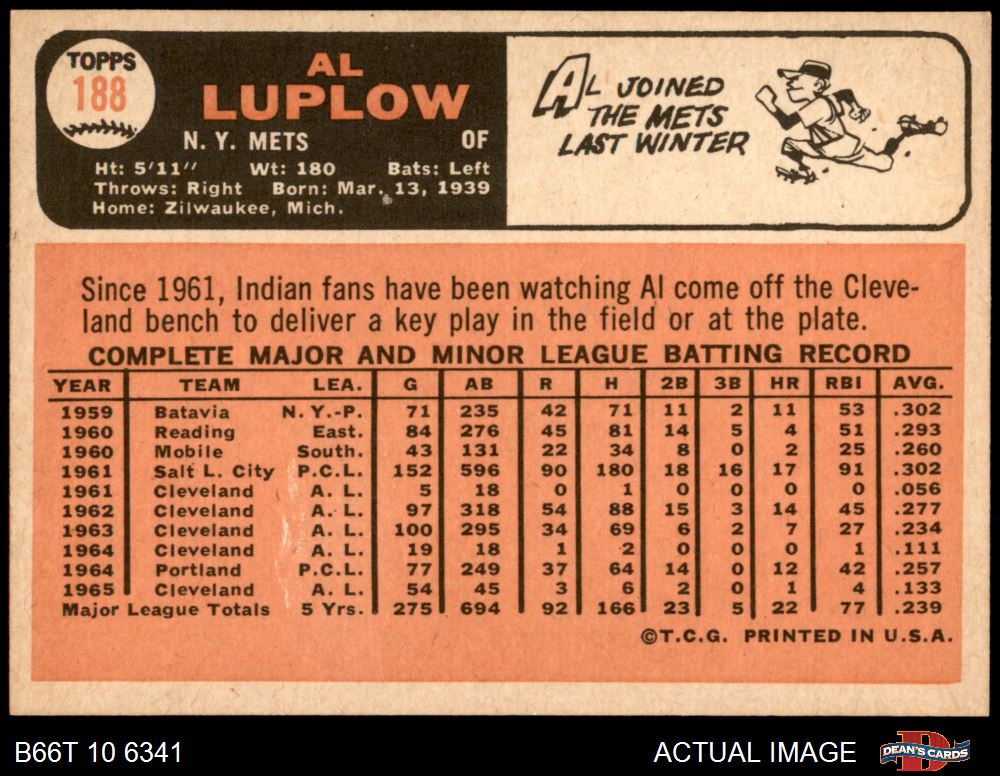 TOPPS
188
AL
LUPLOW
N. Y. METS OF
Ht: 5'11" Wt: 180 Bats: Left
Throws: Right Born: Mar. 13, 1939
Home: Zilwaukee, Mich.
AL JOINED
THE METS
LAST WINTER
Since 1961, Indian fans have been watching Al come off the Cleve-
land bench to deliver a key play in the field or at the plate.
COMPLETE MAJOR AND MINOR LEAGUE BATTING RECORD
YEAR TEAM LEA. G AB R H 2B 3B HR RBI AVG.
1959 Batavia N. Y.-P. 71 235 42 71 11 2 11 53 .302
1960 Reading East. 84 276 45 81 14 5 4 51 .293
1960 Mobile South. 43 131 22 34 8 0 2 25 .260
1961 Salt L. City P.C.L. 152 596 90 180 18 16 17 91 .302
1961 Cleveland A. L. 5 18 0 1 0 0 0 0 .056
1962 Cleveland A. L. 97 318 54 88 15 3 14 45 .277
1963 Cleveland A. L. 100 295 34 69 6 2 7 27 .234
1964 Cleveland A. L. 19 18 1 2 0 0 0 1 .111
1964 Portland P.C.L. 77 249 37 64 14 0 12 42 .257
1965 Cleveland A. L. 54 45 3 6 2 0 1 4 .133
Major League Totals 5 Yrs. 275 694 92 166 23 5 22 77 .239
©T.C.G. PRINTED IN U.S.A.
B66T 10 6341
ACTUAL IMAGE
DEAN'S CARDS